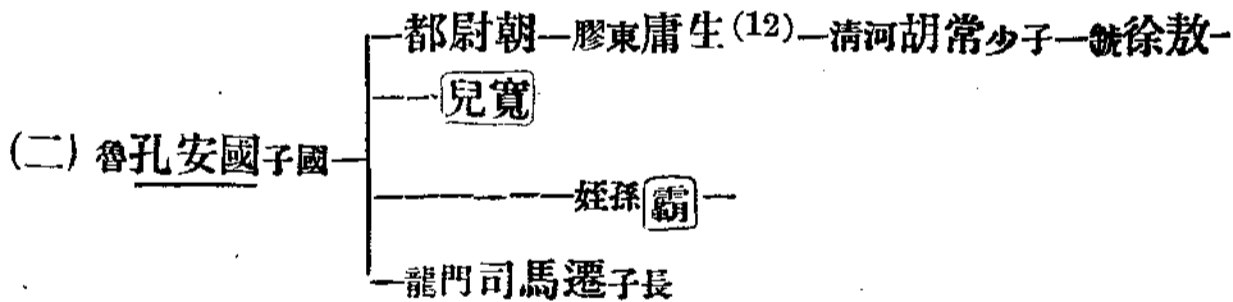 都尉朝—膠東庸生(12)—清河胡常少子—虢徐敖—
兒寬
(二) 魯孔安國子國
姪孫霸—
龍門司馬遷子長